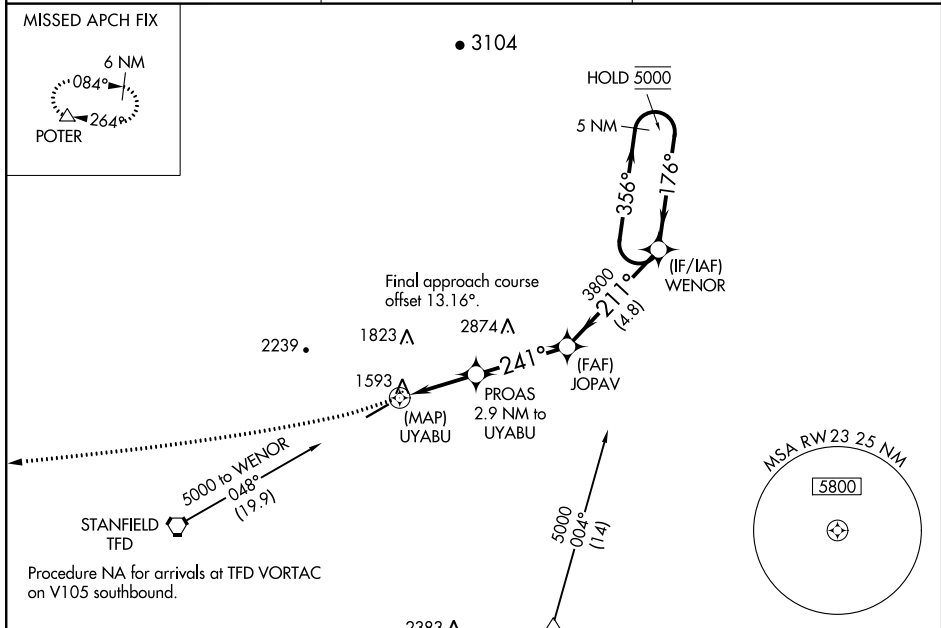 MISSED APCH FIX
6 NM
084°
264°
POTER
3104
HOLD 5000
5 NM
356°
176°
(IF/IAF)
WENOR
3800
211°
(4.8)
Final approach course
offset 13.16°.
1823
2874
2239
241°
(FAF)
JOPAV
1593
PROAS
2.9 NM to
UYABU
(MAP)
UYABU
5000 to WENOR
048°
(19.9)
STANFIELD
TFD
Procedure NA for arrivals at TFD VORTAC
on V105 southbound.
5000
004°
(14)
MSA RW23 25 NM
5800
2383